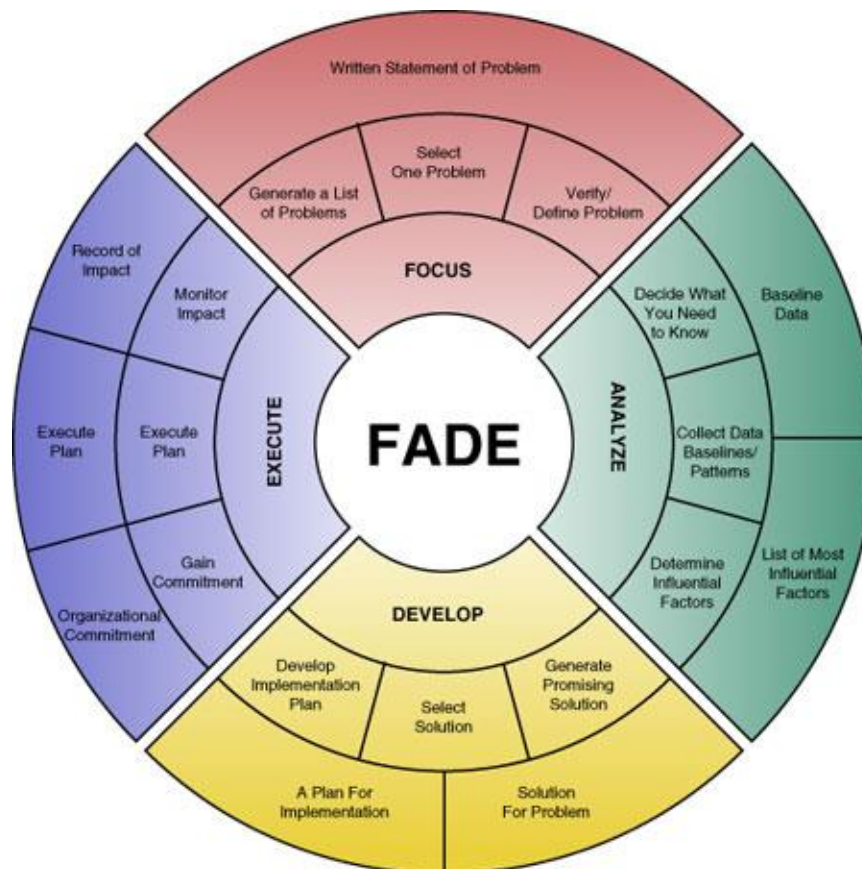 Written Statement of Problem
Generate a List
of Problems
Select
One Problem
Verify/
Define Problem
FOCUS
Decide What
You Need
to Know
Baseline
Data
Collect Data
Baselines/
Patterns
Determine
Influential
Factors
List of Most
Influential
Factors
ANALYZE
FADE
DEVELOP
Generate
Promising
Solution
Select
Solution
Develop
Implementation
Plan
Solution
For Problem
A Plan For
Implementation
EXECUTE
Gain
Commitment
Execute
Plan
Monitor
Impact
Organizational
Commitment
Execute
Plan
Record of
Impact